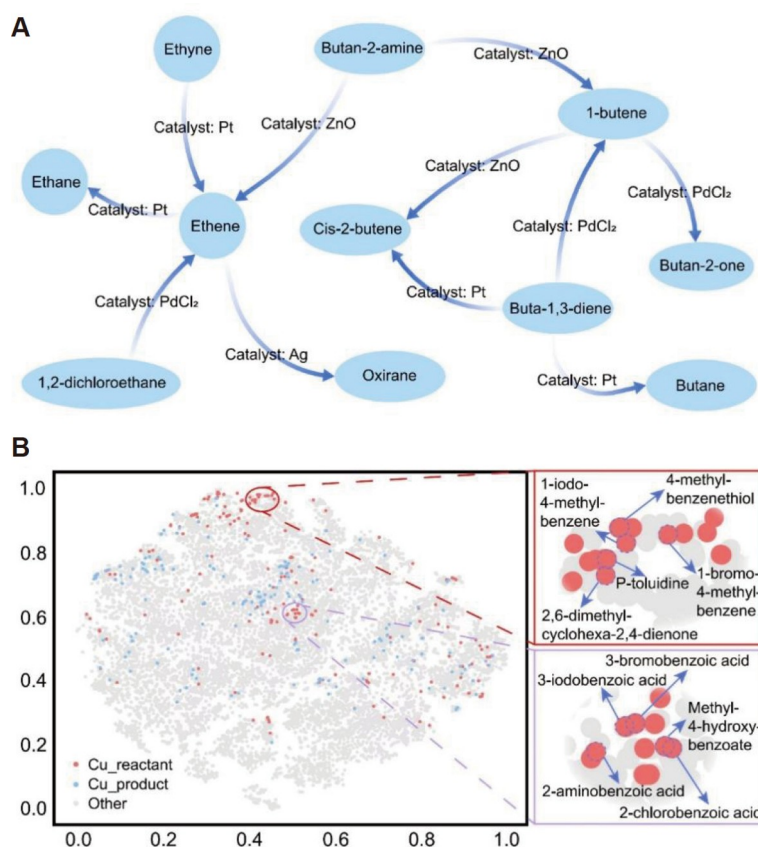 A
Ethyne
Butan-2-amine
Catalyst: ZnO
1-butene
Catalyst: Pt
Catalyst: ZnO
Catalyst: ZnO
Ethane
Catalyst: Pt
Ethene
Cis-2-butene
Catalyst: PdCl₂
Catalyst: PdCl₂
Butan-2-one
Catalyst: PdCl₂
Catalyst: Pt
Buta-1,3-diene
1,2-dichloroethane
Catalyst: Ag
Oxirane
Catalyst: Pt
Butane
B
1.0
0.8
0.6
0.4
0.2
0.0
Cu_reactant
Cu_product
Other
0.0
0.2
0.4
0.6
0.8
1.0
1-iodo-
4-methyl-
benzene
4-methyl-
benzenethiol
P-toluidine
1-bromo-
4-methyl-
benzene
2,6-dimethyl-
cyclohexa-2,4-dienone
3-bromobenzoic acid
3-iodobenzoic acid
Methyl-
4-hydroxy-
benzoate
2-aminobenzoic acid
2-chlorobenzoic acid